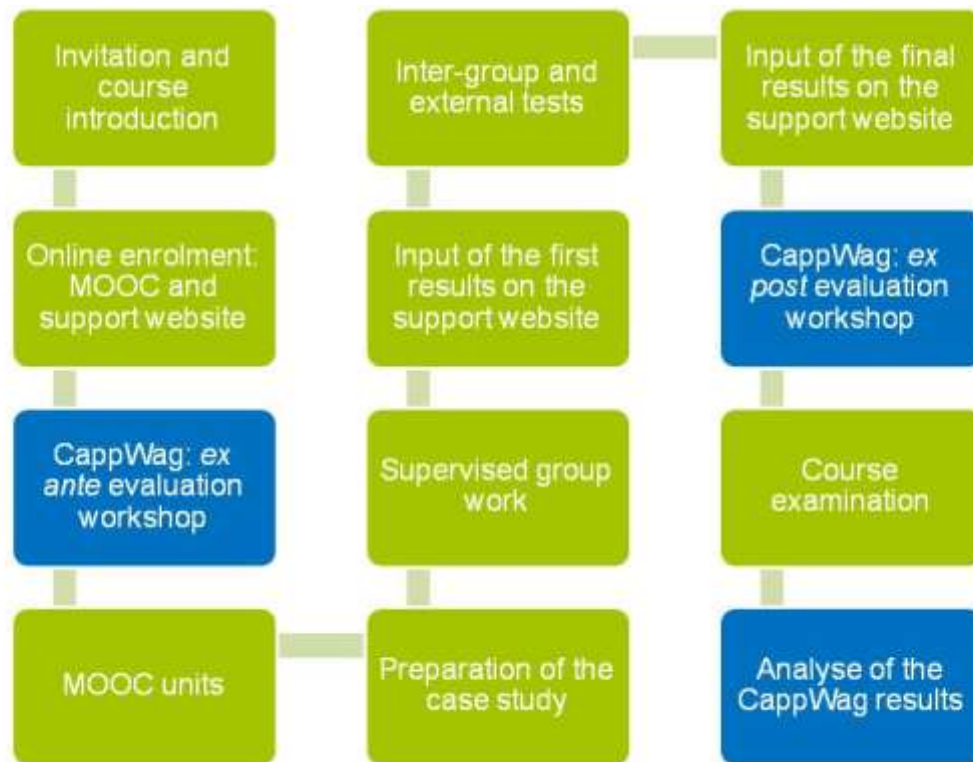 Invitation and
course
introduction
Online enrolment:
MOOC and
support website
CappWag: ex
ante evaluation
workshop
MOOC units
Preparation of the
case study
Supervised group
work
Input of the first
results on the
support website
Inter-group and
external tests
Input of the final
results on the
support website
CappWag: ex
post evaluation
workshop
Course
examination
Analyse of the
CappWag results